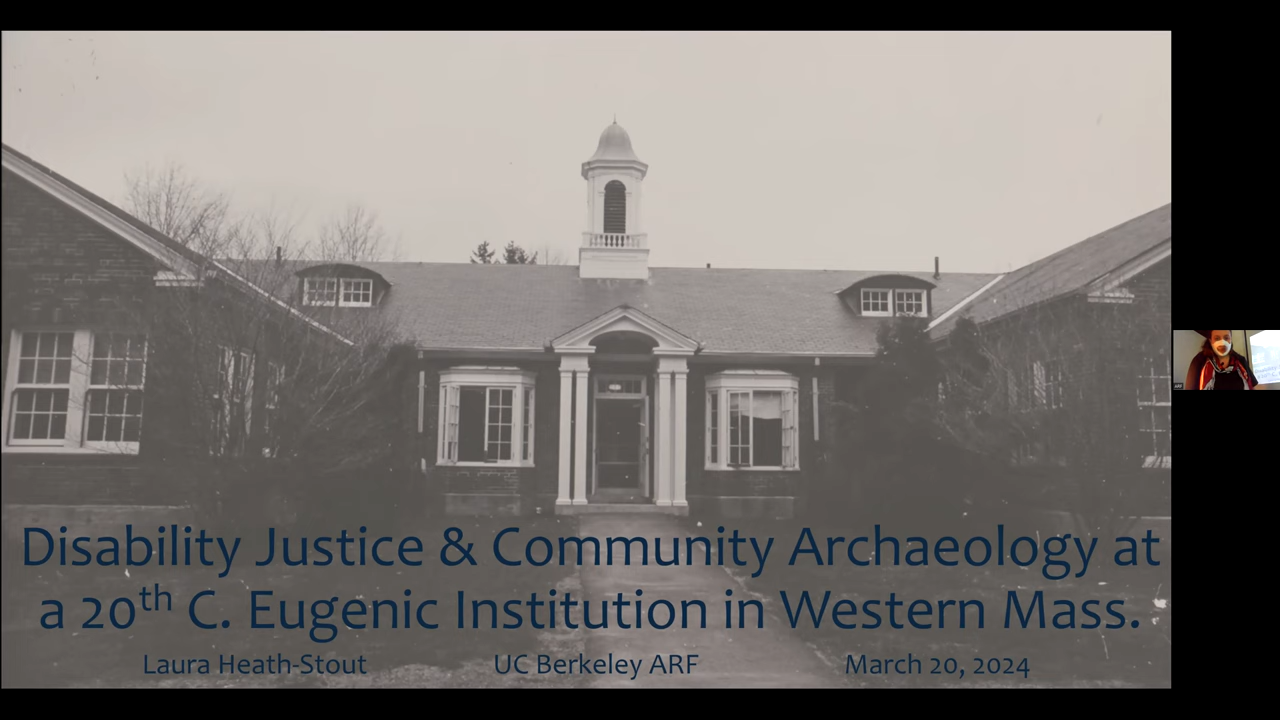 Disability Justice & Community Archaeology at
a 20th C. Eugenic Institution in Western Mass.
Laura Heath-Stout UC Berkeley ARF March 20, 2024